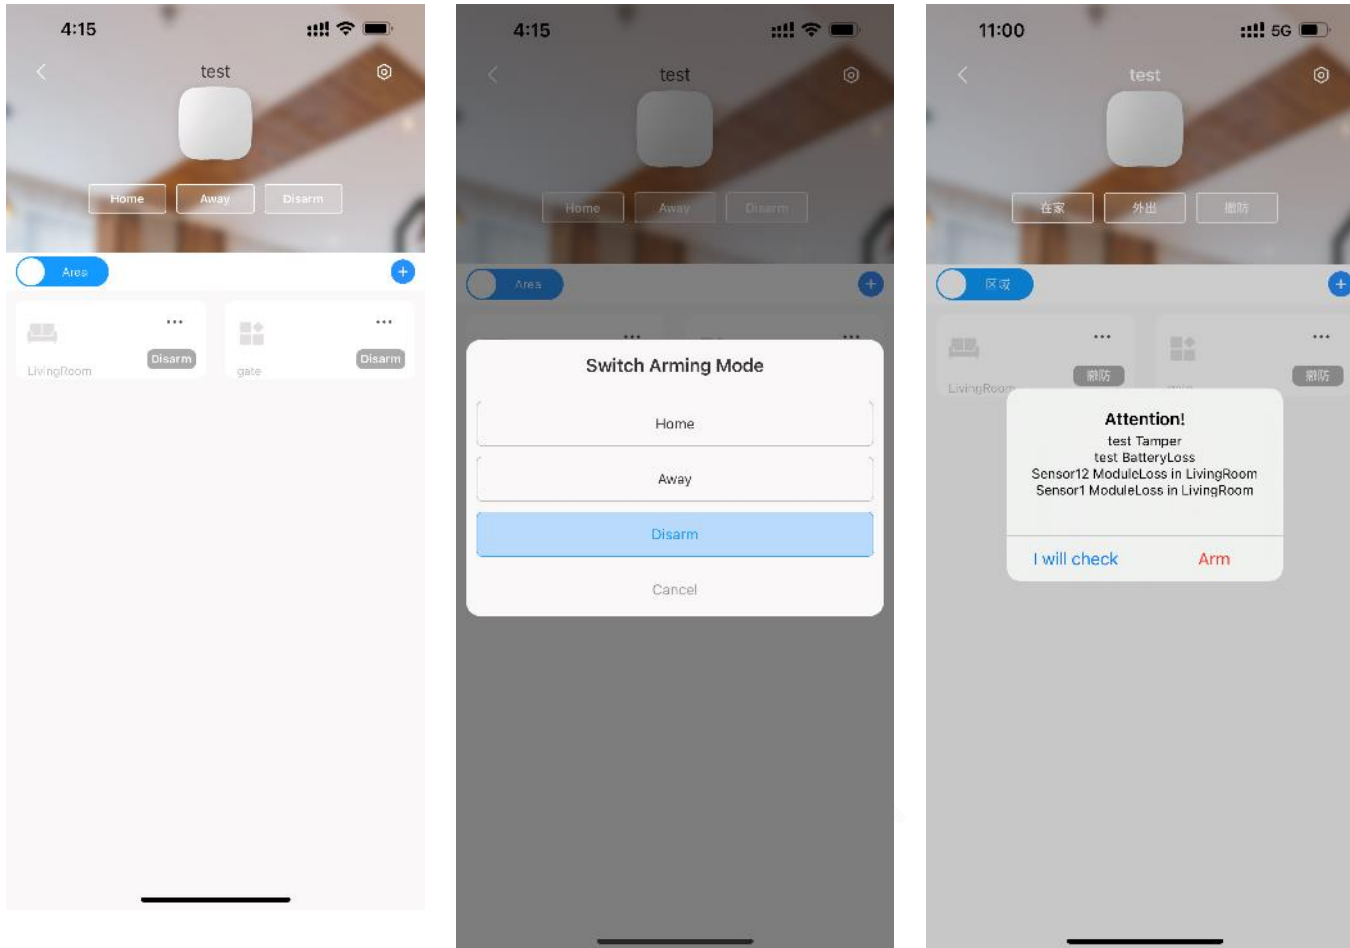 4:15
test
Home Away Disarm
Area
Disarm
LivingRoom
Disarm
gate
4:15
test
Home Away Disarm
Area
Switch Arming Mode
Home
Away
Disarm
Cancel
11:00
5G
test
在家 外出 撤防
区域
撤防
LivingRoom
撤防
Attention!
test Tamper
test BatteryLoss
Sensor12 ModuleLoss in LivingRoom
Sensor1 ModuleLoss in LivingRoom
I will check Arm